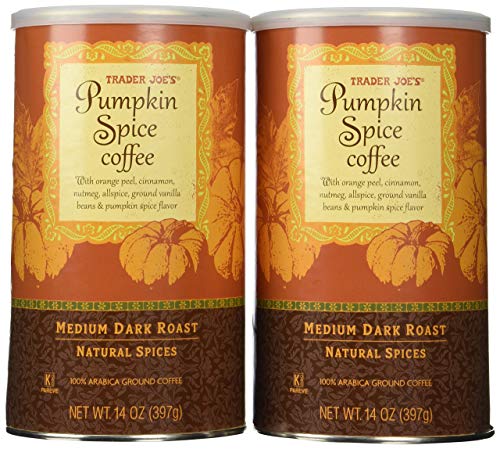 TRADER JOE'S®
Pumpkin
Spice
coffee
With orange peel, cinnamon,
nutmeg, allspice, ground vanilla
beans & pumpkin spice flavor
MEDIUM DARK ROAST
NATURAL SPICES
K
PAREVE
100% ARABICA GROUND COFFEE
NET WT. 14 OZ (397g)
TRADER JOE'S®
Pumpkin
Spice
coffee
With orange peel, cinnamon,
nutmeg, allspice, ground vanilla
beans & pumpkin spice flavor
MEDIUM DARK ROAST
NATURAL SPICES
K
PAREVE
100% ARABICA GROUND COFFEE
NET WT. 14 OZ (397g)